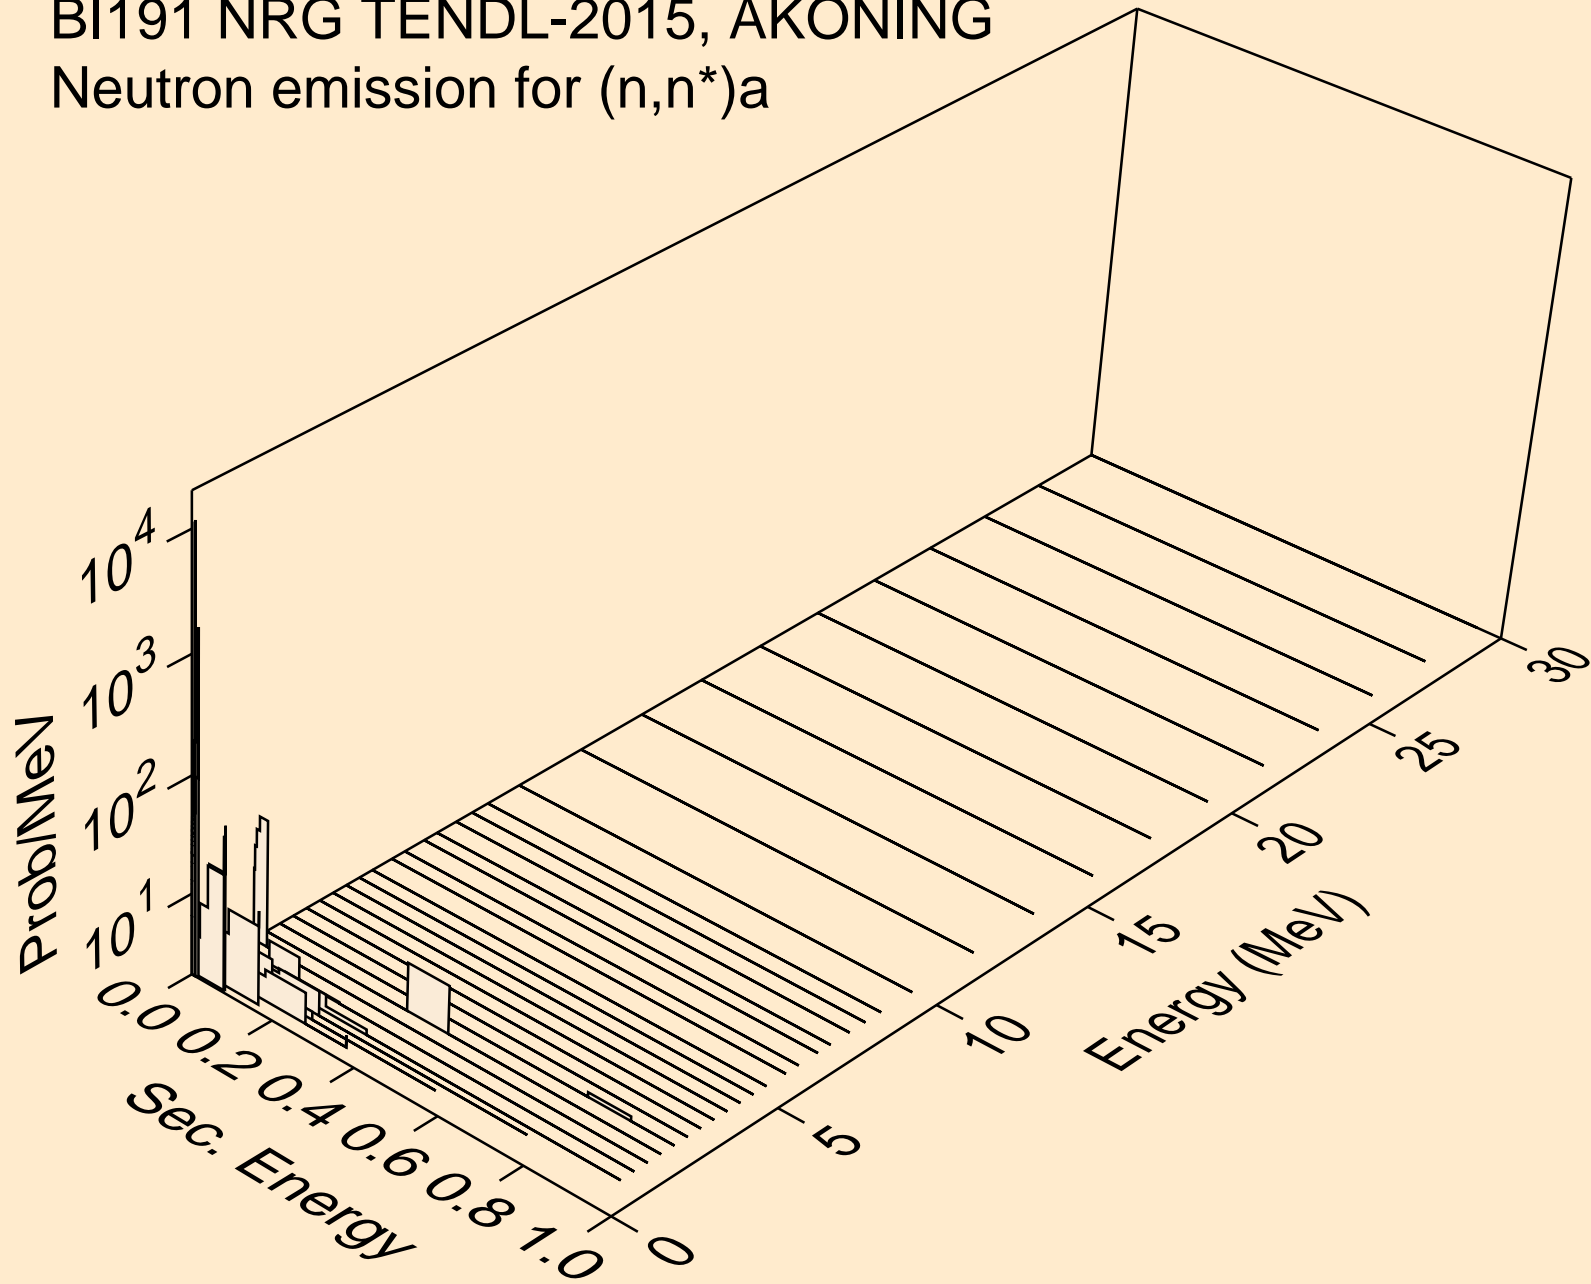 BI191 NRG TENDL-2015, AKONING
Neutron emission for (n,n*)a
10^4
10^3
10^2
10^1
Prob/MeV
0.0 0.2 0.4 0.6 0.8 1.0
Sec. Energy
0 5 10 15 20 25 30
Energy (MeV)